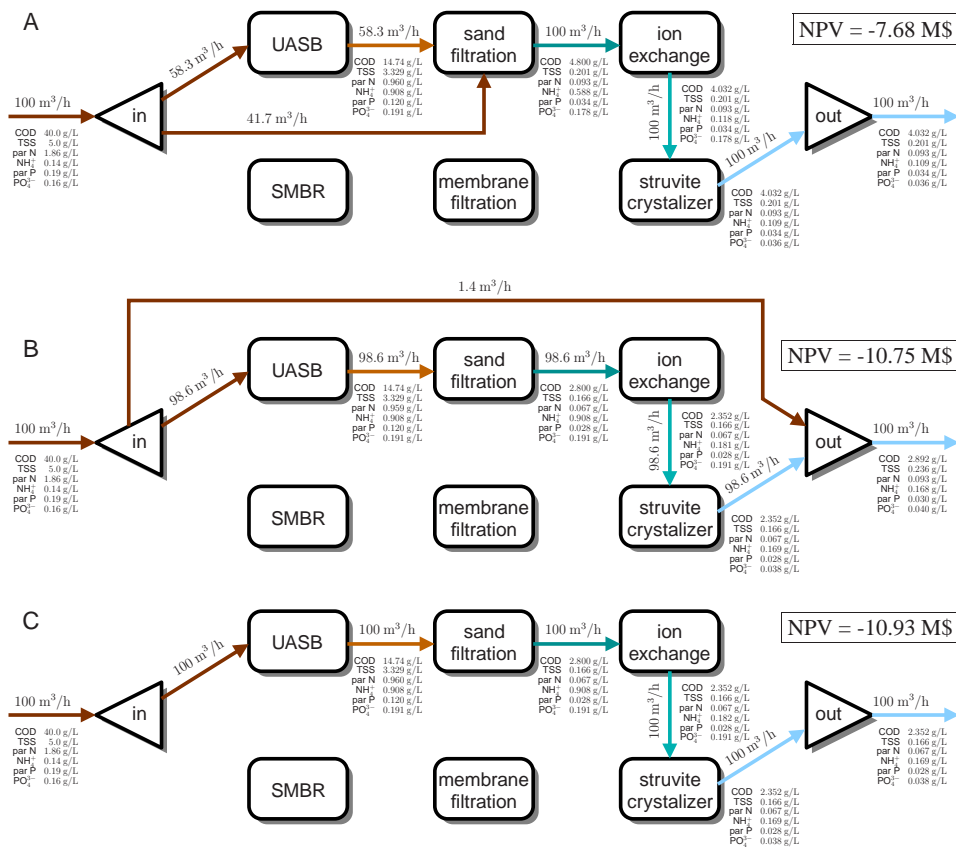 A
NPV = -7.68 M$
100 m³/h
COD 40.0 g/L
TSS 5.0 g/L
par N 1.86 g/L
NH₄⁺ 0.14 g/L
par P 0.19 g/L
PO₄³⁻ 0.16 g/L
in
58.3 m³/h
41.7 m³/h
UASB
58.3 m³/h
COD 14.74 g/L
TSS 3.329 g/L
par N 0.960 g/L
NH₄⁺ 0.908 g/L
par P 0.120 g/L
PO₄³⁻ 0.191 g/L
sand
filtration
100 m³/h
COD 4.800 g/L
TSS 0.201 g/L
par N 0.093 g/L
NH₄⁺ 0.588 g/L
par P 0.034 g/L
PO₄³⁻ 0.178 g/L
ion
exchange
100 m³/h
COD 4.032 g/L
TSS 0.201 g/L
par N 0.093 g/L
NH₄⁺ 0.118 g/L
par P 0.034 g/L
PO₄³⁻ 0.178 g/L
SMBR
membrane
filtration
struvite
crystalizer
100 m³/h
COD 4.032 g/L
TSS 0.201 g/L
par N 0.093 g/L
NH₄⁺ 0.109 g/L
par P 0.034 g/L
PO₄³⁻ 0.036 g/L
out
100 m³/h
COD 4.032 g/L
TSS 0.201 g/L
par N 0.093 g/L
NH₄⁺ 0.109 g/L
par P 0.034 g/L
PO₄³⁻ 0.036 g/L
B
NPV = -10.75 M$
1.4 m³/h
100 m³/h
COD 40.0 g/L
TSS 5.0 g/L
par N 1.86 g/L
NH₄⁺ 0.14 g/L
par P 0.19 g/L
PO₄³⁻ 0.16 g/L
in
98.6 m³/h
UASB
98.6 m³/h
COD 14.74 g/L
TSS 3.329 g/L
par N 0.959 g/L
NH₄⁺ 0.908 g/L
par P 0.120 g/L
PO₄³⁻ 0.191 g/L
sand
filtration
98.6 m³/h
COD 2.800 g/L
TSS 0.166 g/L
par N 0.067 g/L
NH₄⁺ 0.908 g/L
par P 0.028 g/L
PO₄³⁻ 0.191 g/L
ion
exchange
98.6 m³/h
COD 2.352 g/L
TSS 0.166 g/L
par N 0.067 g/L
NH₄⁺ 0.181 g/L
par P 0.028 g/L
PO₄³⁻ 0.191 g/L
SMBR
membrane
filtration
struvite
crystalizer
98.6 m³/h
COD 2.352 g/L
TSS 0.166 g/L
par N 0.067 g/L
NH₄⁺ 0.169 g/L
par P 0.028 g/L
PO₄³⁻ 0.038 g/L
out
100 m³/h
COD 2.892 g/L
TSS 0.236 g/L
par N 0.093 g/L
NH₄⁺ 0.168 g/L
par P 0.030 g/L
PO₄³⁻ 0.040 g/L
C
NPV = -10.93 M$
100 m³/h
COD 40.0 g/L
TSS 5.0 g/L
par N 1.86 g/L
NH₄⁺ 0.14 g/L
par P 0.19 g/L
PO₄³⁻ 0.16 g/L
in
100 m³/h
UASB
100 m³/h
COD 14.74 g/L
TSS 3.329 g/L
par N 0.960 g/L
NH₄⁺ 0.908 g/L
par P 0.120 g/L
PO₄³⁻ 0.191 g/L
sand
filtration
100 m³/h
COD 2.800 g/L
TSS 0.166 g/L
par N 0.067 g/L
NH₄⁺ 0.908 g/L
par P 0.028 g/L
PO₄³⁻ 0.191 g/L
ion
exchange
100 m³/h
COD 2.352 g/L
TSS 0.166 g/L
par N 0.067 g/L
NH₄⁺ 0.182 g/L
par P 0.028 g/L
PO₄³⁻ 0.191 g/L
SMBR
membrane
filtration
struvite
crystalizer
100 m³/h
COD 2.352 g/L
TSS 0.166 g/L
par N 0.067 g/L
NH₄⁺ 0.169 g/L
par P 0.028 g/L
PO₄³⁻ 0.038 g/L
out
100 m³/h
COD 2.352 g/L
TSS 0.166 g/L
par N 0.067 g/L
NH₄⁺ 0.169 g/L
par P 0.028 g/L
PO₄³⁻ 0.038 g/L